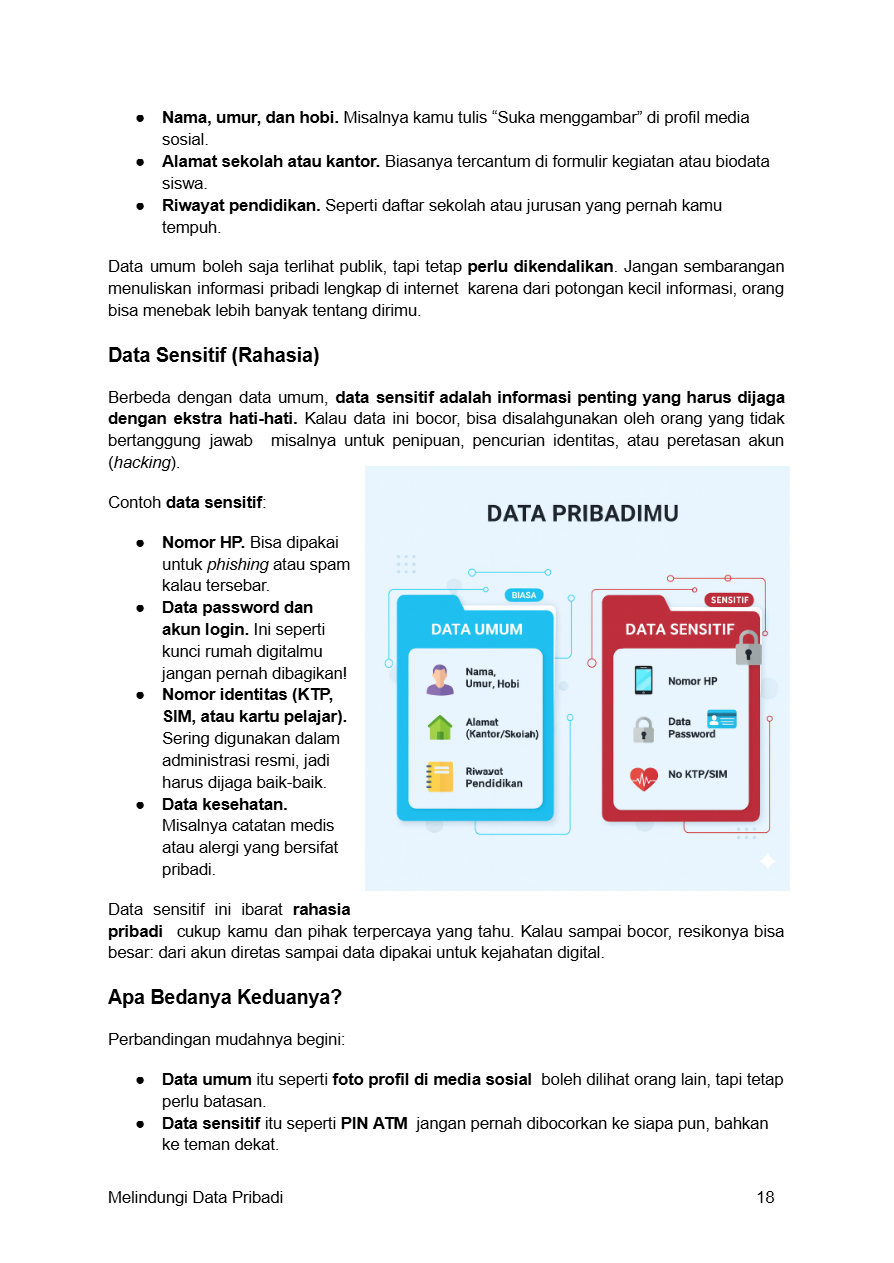 ● Nama, umur, dan hobi. Misalnya kamu tulis “Suka menggambar” di profil media
sosial.
● Alamat sekolah atau kantor. Biasanya tercantum di formulir kegiatan atau biodata
siswa.
● Riwayat pendidikan. Seperti daftar sekolah atau jurusan yang pernah kamu
tempuh.
Data umum boleh saja terlihat publik, tapi tetap perlu dikendalikan. Jangan sembarangan
menuliskan informasi pribadi lengkap di internet karena dari potongan kecil informasi, orang
bisa menebak lebih banyak tentang dirimu.
Data Sensitif (Rahasia)
Berbeda dengan data umum, data sensitif adalah informasi penting yang harus dijaga
dengan ekstra hati-hati. Kalau data ini bocor, bisa disalahgunakan oleh orang yang tidak
bertanggung jawab misalnya untuk penipuan, pencurian identitas, atau peretasan akun
(hacking).
Contoh data sensitif:
● Nomor HP. Bisa dipakai
untuk phishing atau spam
kalau tersebar.
● Data password dan
akun login. Ini seperti
kunci rumah digitalmu
jangan pernah dibagikan!
● Nomor identitas (KTP,
SIM, atau kartu pelajar).
Sering digunakan dalam
administrasi resmi, jadi
harus dijaga baik-baik.
● Data kesehatan.
Misalnya catatan medis
atau alergi yang bersifat
pribadi.
DATA PRIBADIMU
BIASA
DATA UMUM
Nama,
Umur, Hobi
Alamat
(Kantor/Skolah)
Riwayat
Pendidikan
SENSITIF
DATA SENSITIF
Nomor HP
Data
Password
No KTP/SIM
Data sensitif ini ibarat rahasia
pribadi cukup kamu dan pihak terpercaya yang tahu. Kalau sampai bocor, resikonya bisa
besar: dari akun diretas sampai data dipakai untuk kejahatan digital.
Apa Bedanya Keduanya?
Perbandingan mudahnya begini:
● Data umum itu seperti foto profil di media sosial boleh dilihat orang lain, tapi tetap
perlu batasan.
● Data sensitif itu seperti PIN ATM jangan pernah dibocorkan ke siapa pun, bahkan
ke teman dekat.
Melindungi Data Pribadi 18